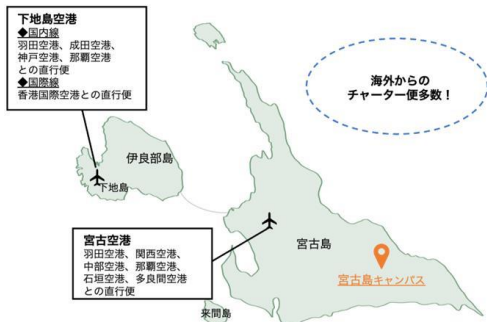 下地島空港
◆国内線
羽田空港、成田空港、
神戸空港、那覇空港
との直行便
◆国際線
香港国際空港との直行便
海外からの
チャーター便多数！
伊良部島
下地島
宮古空港
羽田空港、関西空港、
中部空港、那覇空港、
石垣空港、多良間空港
との直行便
宮古島
宮古島キャンパス
来間島